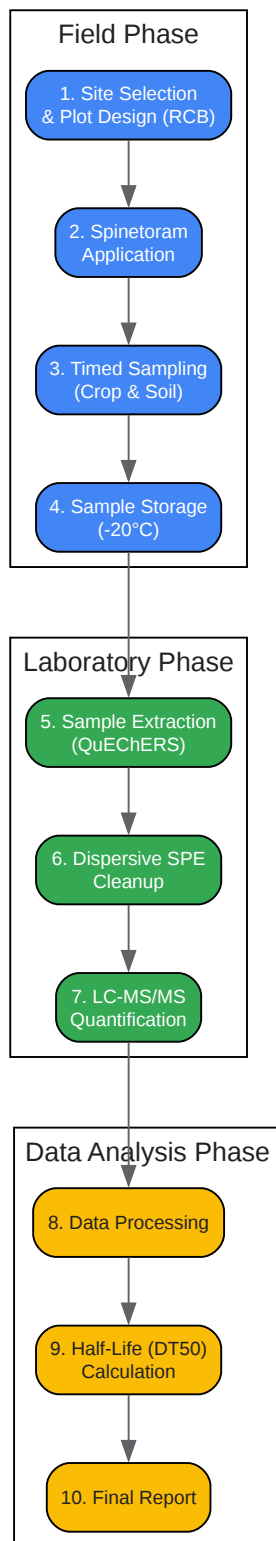 Field Phase
1. Site Selection
& Plot Design (RCB)
2. Spinetoram
Application
3. Timed Sampling
(Crop & Soil)
4. Sample Storage
(-20°C)
Laboratory Phase
5. Sample Extraction
(QuEChERS)
6. Dispersive SPE
Cleanup
7. LC-MS/MS
Quantification
Data Analysis Phase
8. Data Processing
9. Half-Life (DT50)
Calculation
10. Final Report